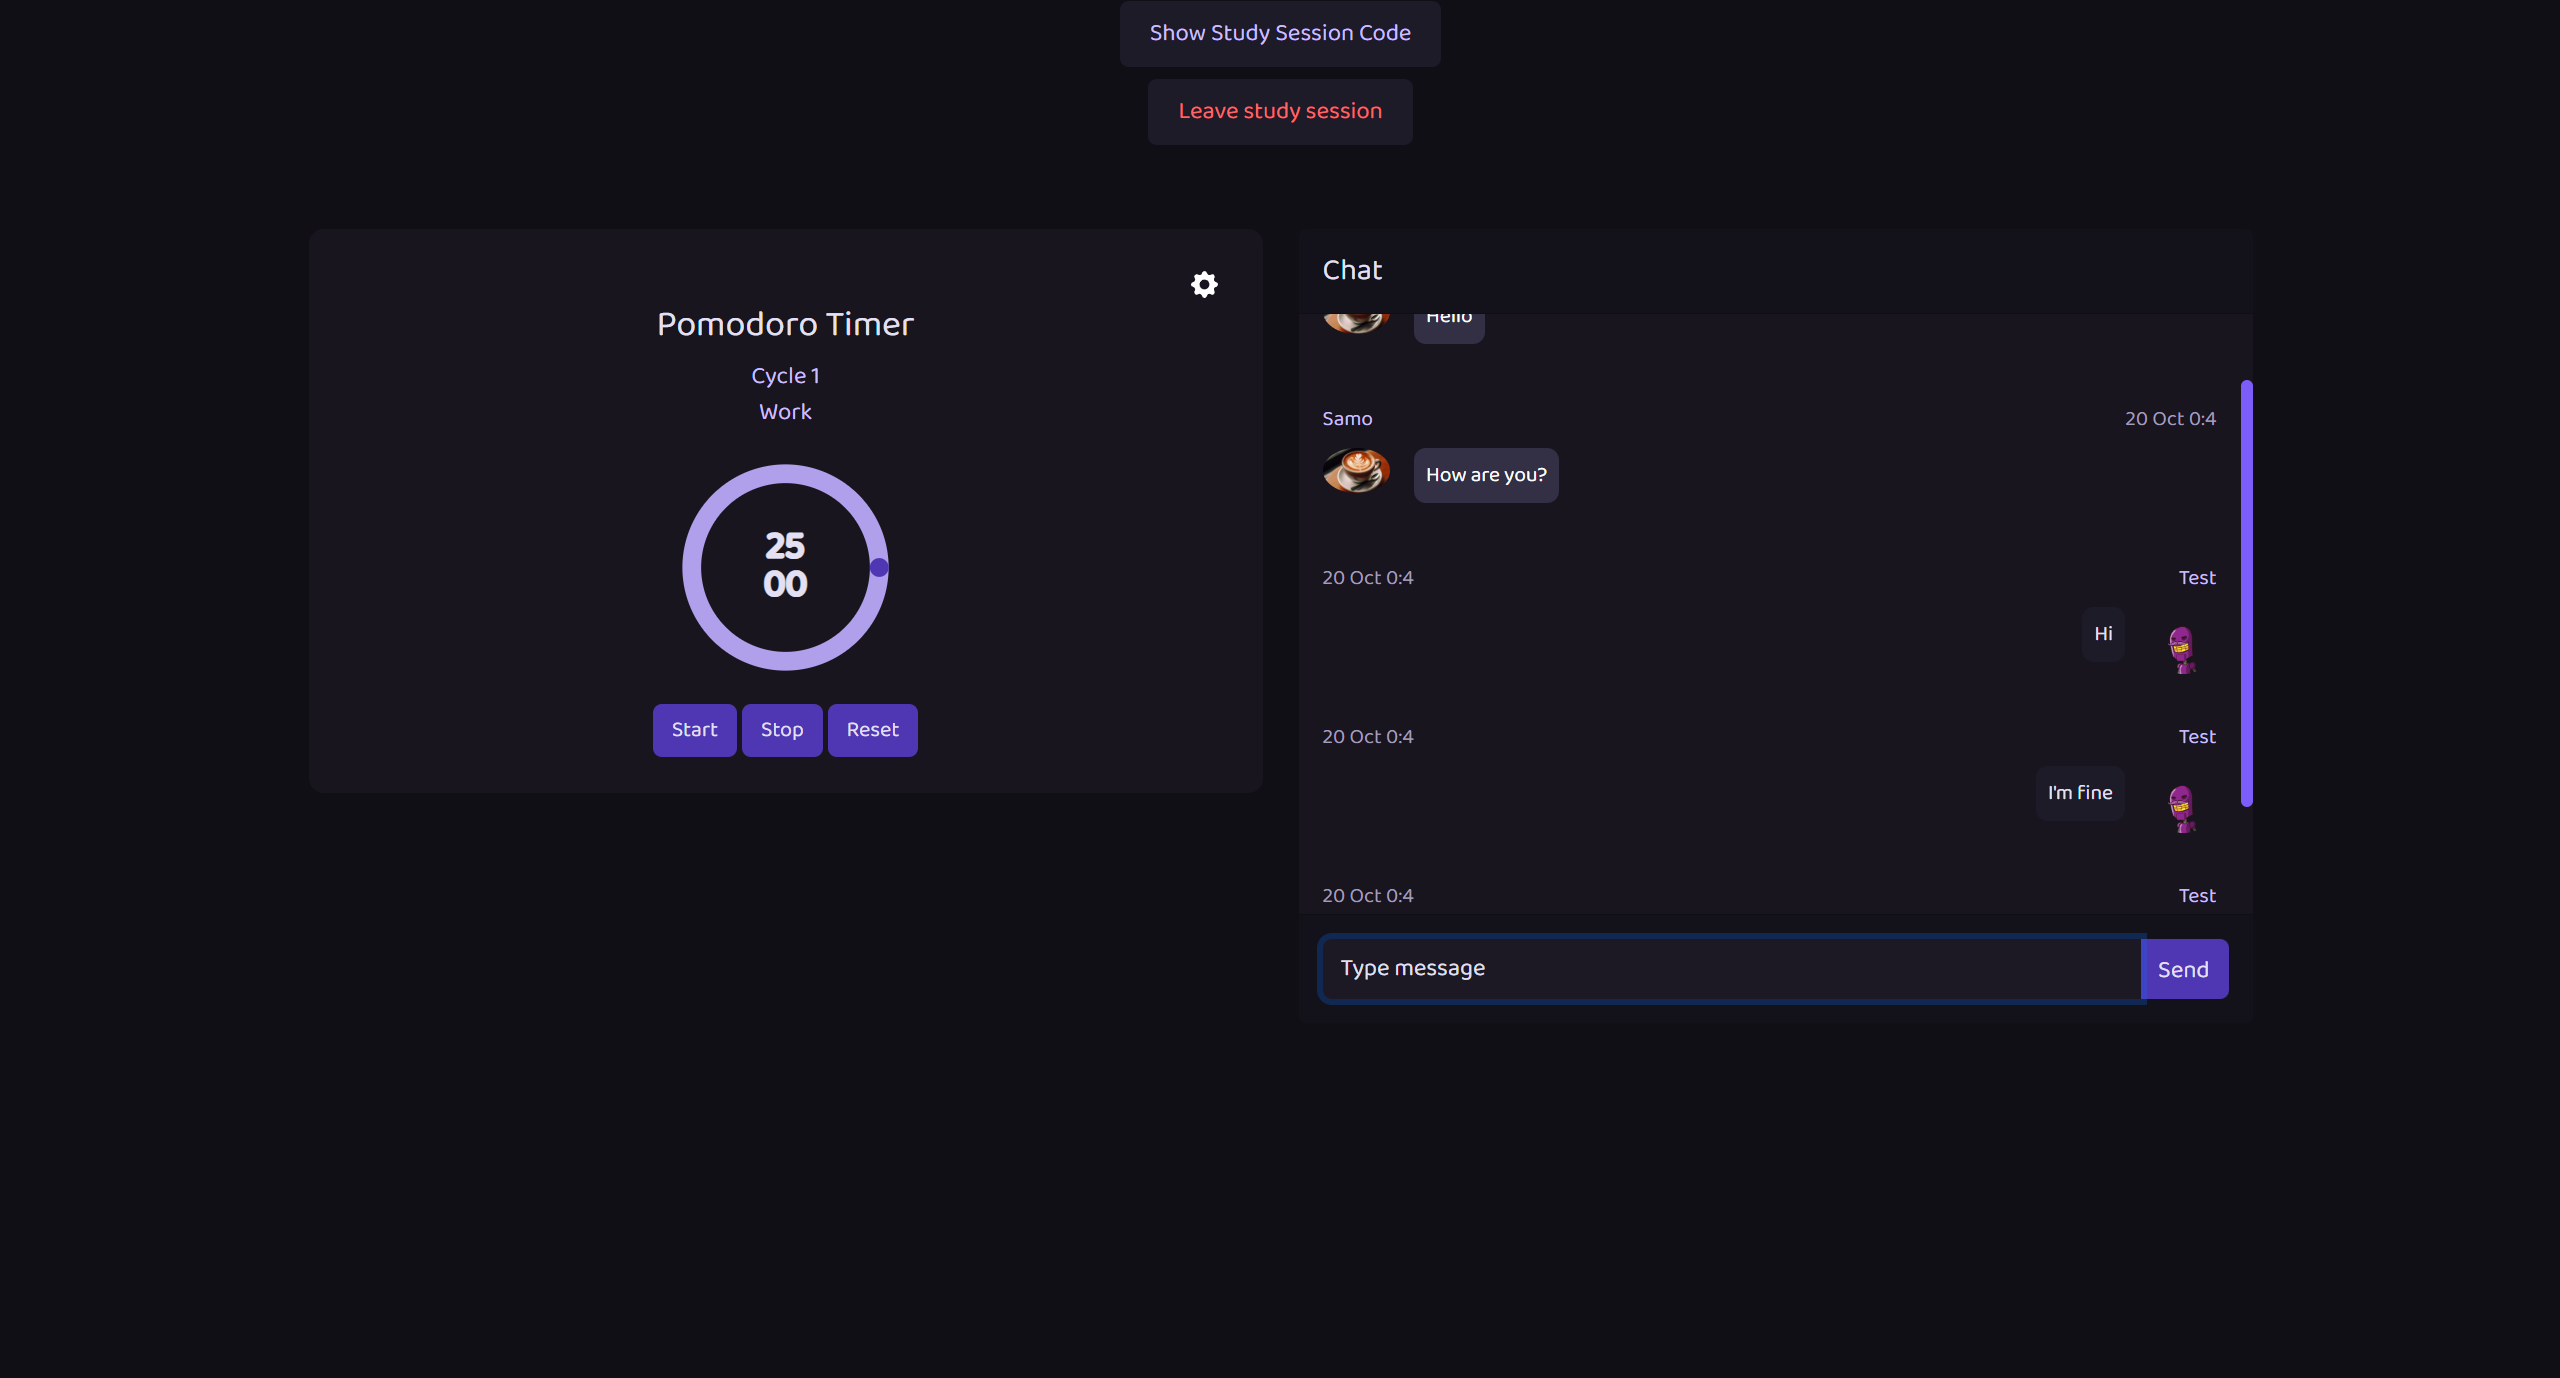 Show Study Session Code
Leave study session
Pomodoro Timer
Cycle 1
Work
25
00
Start Stop Reset
Chat
Hello
Samo 20 Oct 0:4
How are you?
20 Oct 0:4 Test
Hi
20 Oct 0:4 Test
I'm fine
20 Oct 0:4 Test
Type message Send